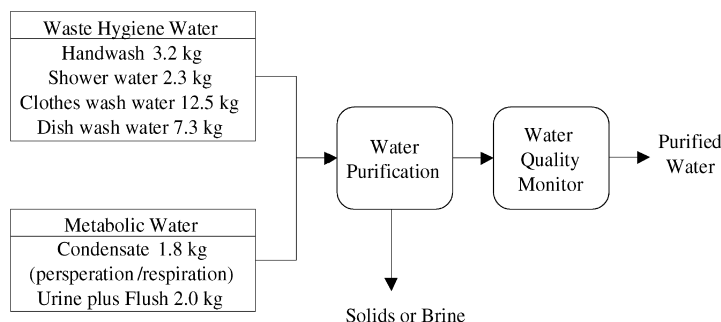 Waste Hygiene Water
Handwash 3.2 kg
Shower water 2.3 kg
Clothes wash water 12.5 kg
Dish wash water 7.3 kg
Metabolic Water
Condensate 1.8 kg
(persperation/respiration)
Urine plus Flush 2.0 kg
Water
Purification
Water
Quality
Monitor
Purified
Water
Solids or Brine